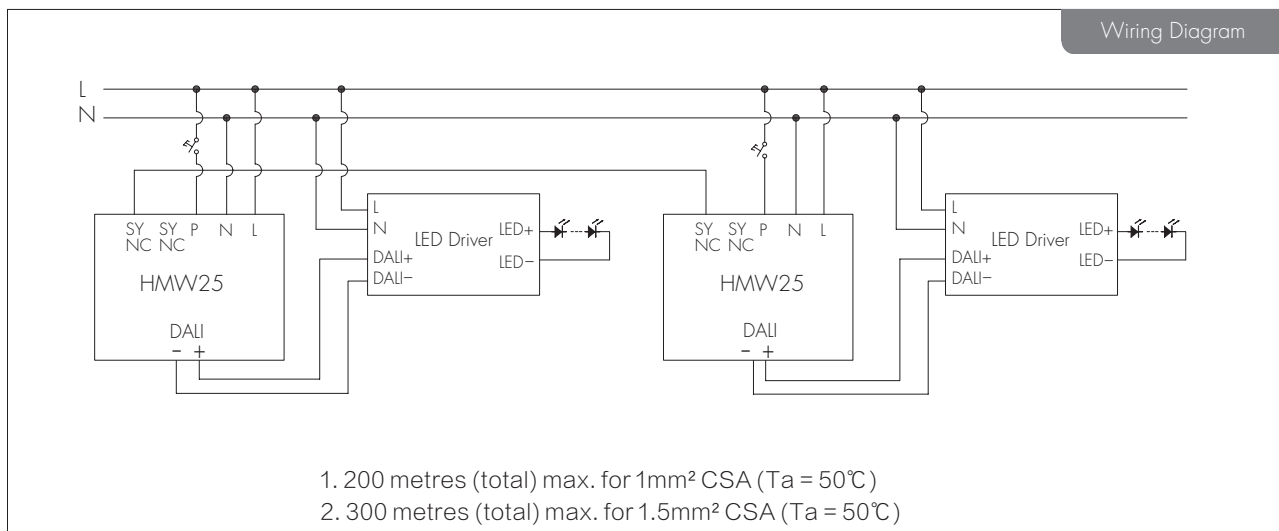 Wiring Diagram
L
N
SY SY P N L
NC NC
HMW25
DALI
- +
L
N
DALI+
DALI-
LED Driver
LED+
LED-
SY SY P N L
NC NC
HMW25
DALI
- +
L
N
DALI+
DALI-
LED Driver
LED+
LED-
1. 200 metres (total) max. for 1mm² CSA (Ta = 50℃)
2. 300 metres (total) max. for 1.5mm² CSA (Ta = 50℃)